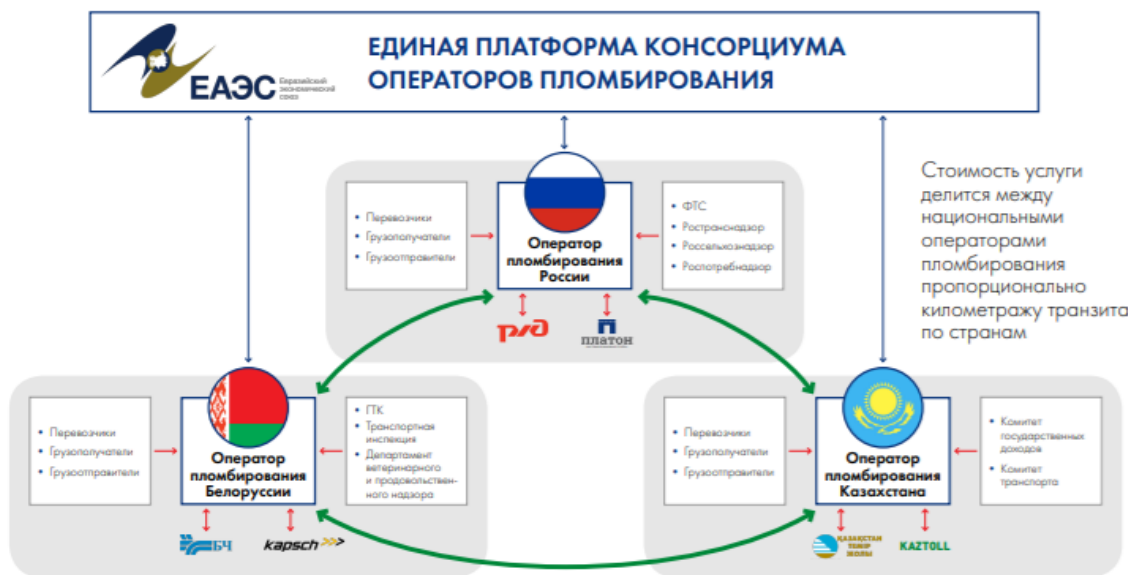 ЕДИНАЯ ПЛАТФОРМА КОНСОРЦИУМА
ОПЕРАТОРОВ ПЛОМБИРОВАНИЯ
ЕАЭС
Евразийский
экономический
союз
Стоимость услуги
делится между
национальными
операторами
пломбирования
пропорционально
километражу транзита
по странам
• Перевозчики
• Грузополучатели
• Грузоотправители
Оператор
пломбирования
России
• ФТС
• Ространснадзор
• Россельхознадзор
• Роспотребнадзор
ржд
ПЛАТОН
• Перевозчики
• Грузополучатели
• Грузоотправители
Оператор
пломбирования
Белоруссии
• ГТК
• Транспортная
инспекция
• Департамент
ветеринарного
и продовольствен-
ного надзора
БЧ
kapsch
• Перевозчики
• Грузополучатели
• Грузоотправители
Оператор
пломбирования
Казахстана
• Комитет
государственных
доходов
• Комитет
транспорта
ҚАЗАҚСТАН
ТЕМІР
ЖОЛЫ
KAZTOLL